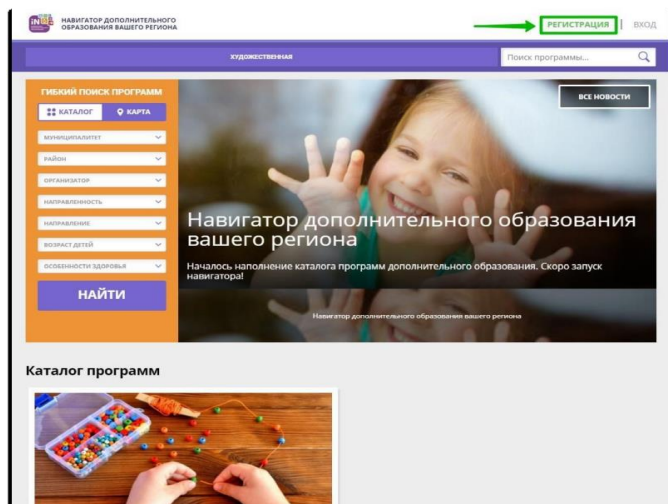 НАВИГАТОР ДОПОЛНИТЕЛЬНОГО
ОБРАЗОВАНИЯ ВАШЕГО РЕГИОНА
РЕГИСТРАЦИЯ
ВХОД
ХУДОЖЕСТВЕННАЯ
Поиск программы...
ГИБКИЙ ПОИСК ПРОГРАММ
КАТАЛОГ
КАРТА
МУНИЦИПАЛИТЕТ
РАЙОН
ОРГАНИЗАТОР
НАПРАВЛЕННОСТЬ
НАПРАВЛЕНИЕ
ВОЗРАСТ ДЕТЕЙ
ОСОБЕННОСТИ ЗДОРОВЬЯ
НАЙТИ
ВСЕ НОВОСТИ
Навигатор дополнительного образования
вашего региона
Началось наполнение каталога программ дополнительного образования. Скоро запуск
навигатора!
Навигатор дополнительного образования вашего региона
Каталог программ